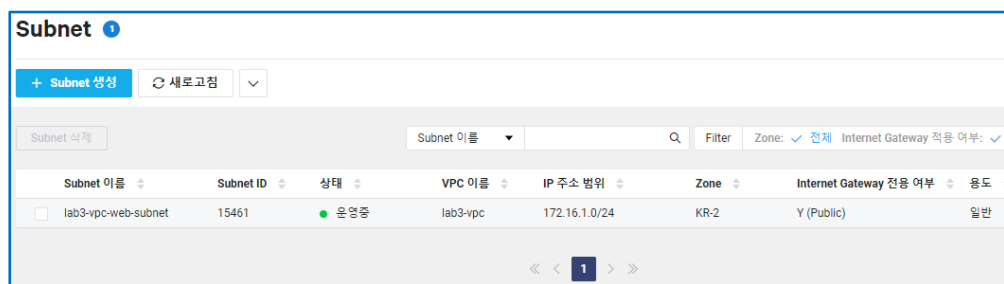 Subnet 1
+ Subnet 생성 새로고침
Subnet 삭제 Subnet 이름 Filter Zone: 전체 Internet Gateway 적용 여부:
Subnet 이름 Subnet ID 상태 VPC 이름 IP 주소 범위 Zone Internet Gateway 전용 여부 용도
lab3-vpc-web-subnet 15461 운영중 lab3-vpc 172.16.1.0/24 KR-2 Y (Public) 일반
« < 1 > »